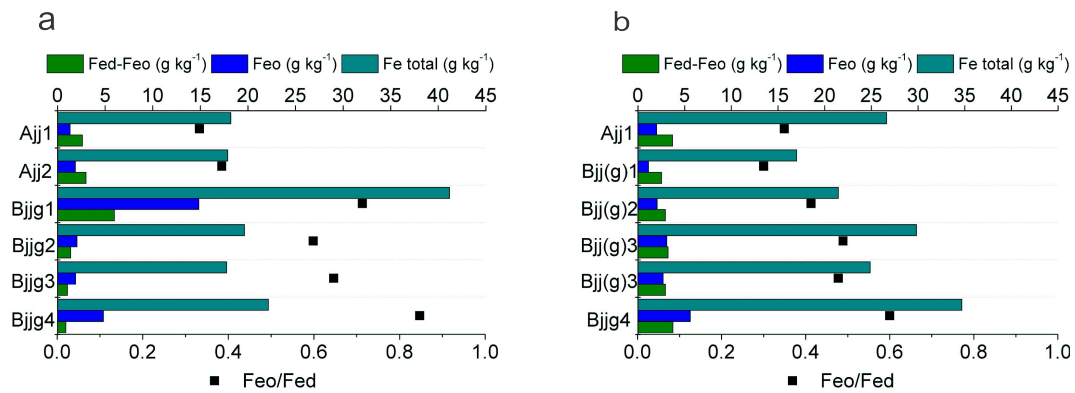 a
Fed-Feo (g kg⁻¹) Feo (g kg⁻¹) Fe total (g kg⁻¹)
0 5 10 15 20 25 30 35 40 45
Ajj1
Ajj2
Bjjg1
Bjjg2
Bjjg3
Bjjg4
0.0 0.2 0.4 0.6 0.8 1.0
Feo/Fed
b
Fed-Feo (g kg⁻¹) Feo (g kg⁻¹) Fe total (g kg⁻¹)
0 5 10 15 20 25 30 35 40 45
Ajj1
Bjj(g)1
Bjj(g)2
Bjj(g)3
Bjj(g)3
Bjjg4
0.0 0.2 0.4 0.6 0.8 1.0
Feo/Fed